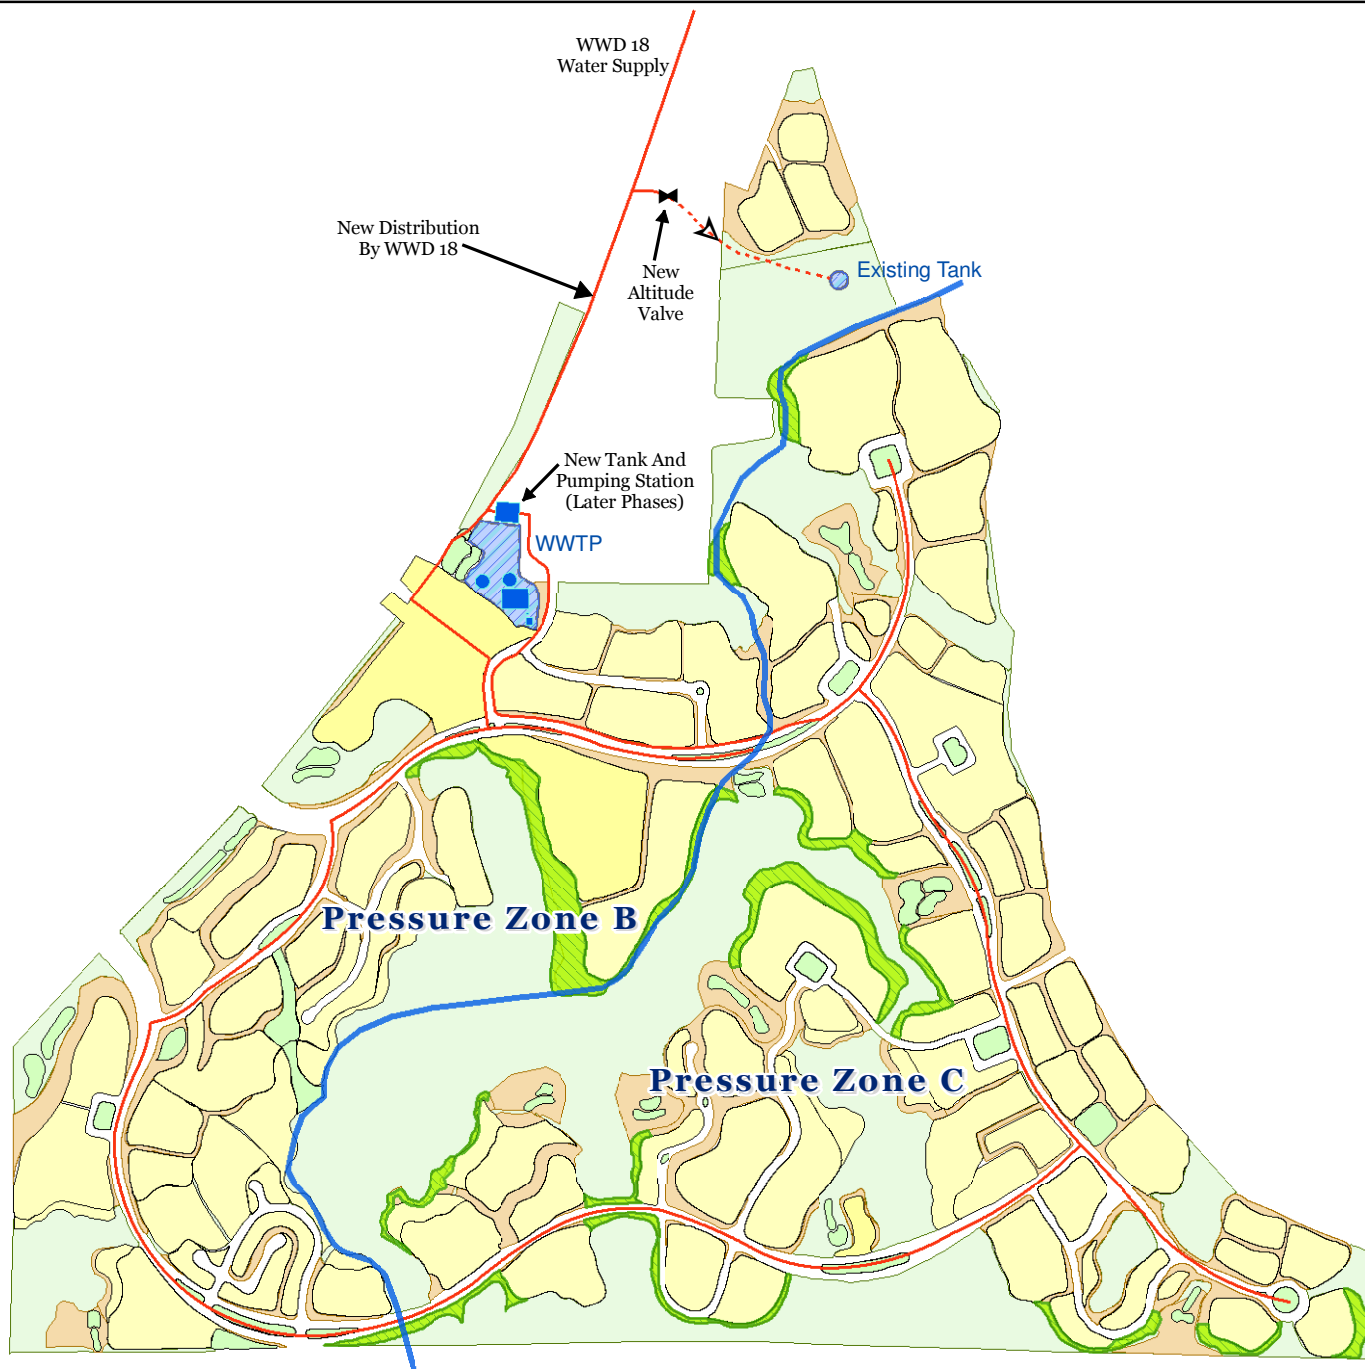 WWD 18
Water Supply
New Distribution
By WWD 18
New
Altitude
Valve
Existing Tank
New Tank And
Pumping Station
(Later Phases)
WWTP
Pressure Zone B
Pressure Zone C